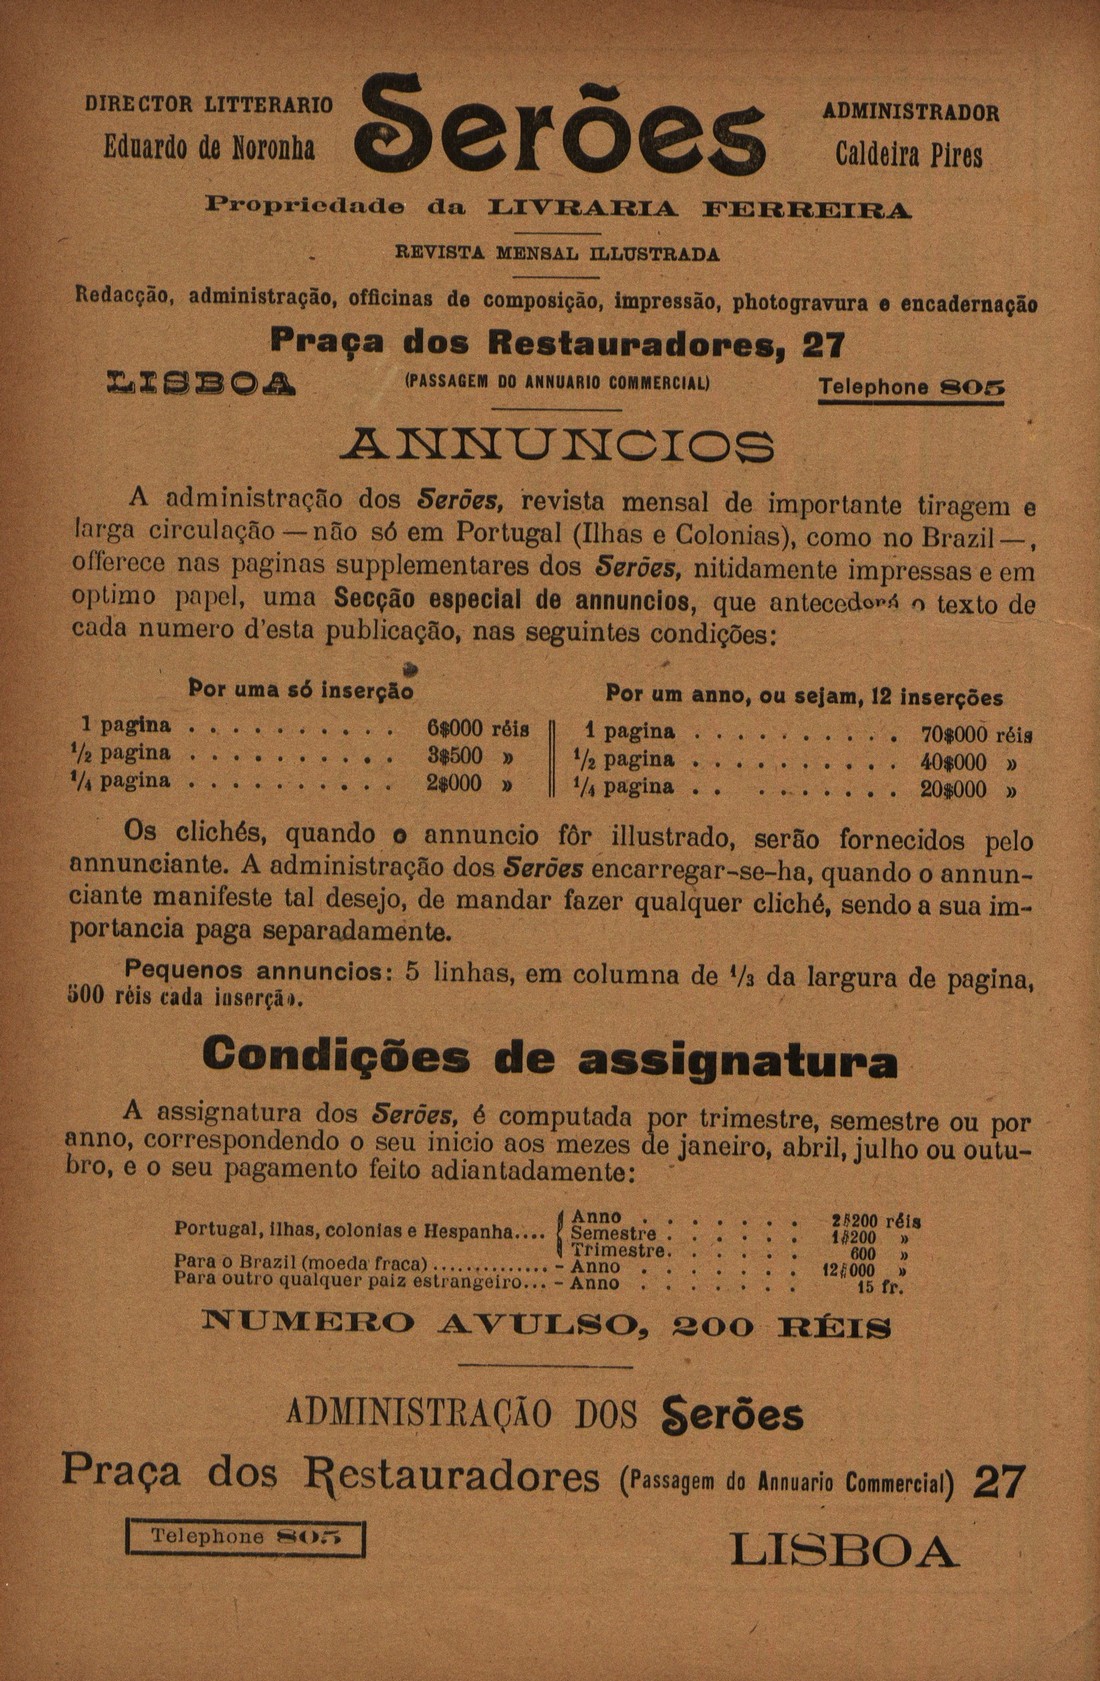 DIRECTOR LITTERARIO
Eduardo de Noronha
Serões
ADMINISTRADOR
Caldeira Pires
Propriedade da LIVRARIA FERREIRA
REVISTA MENSAL ILLUSTRADA
Redacção, administração, officinas de composição, impressão, photogravura e encadernação
Praça dos Restauradores, 27
LISBOA (PASSAGEM DO ANNUARIO COMMERCIAL) Telephone 805
ANNUNCIOS
A administração dos Serões, revista mensal de importante tiragem e
larga circulação — não só em Portugal (Ilhas e Colonias), como no Brazil —,
offerece nas paginas supplementares dos Serões, nitidamente impressas e em
optimo papel, uma Secção especial de annuncios, que antecederá o texto de
cada numero d'esta publicação, nas seguintes condições:
Por uma só inserção
1 pagina . . . . . . . . . . 6$000 réis
1/2 pagina . . . . . . . . . . 3$500 »
1/4 pagina . . . . . . . . . . 2$000 »
Por um anno, ou sejam, 12 inserções
1 pagina . . . . . . . . . . 70$000 réis
1/2 pagina . . . . . . . . . . 40$000 »
1/4 pagina . . . . . . . . . 20$000 »
Os clichés, quando o annuncio fôr illustrado, serão fornecidos pelo
annunciante. A administração dos Serões encarregar-se-ha, quando o annun-
ciante manifeste tal desejo, de mandar fazer qualquer cliché, sendo a sua im-
portancia paga separadamente.
Pequenos annuncios: 5 linhas, em columna de 1/3 da largura de pagina,
500 réis cada inserção.
Condições de assignatura
A assignatura dos Serões, é computada por trimestre, semestre ou por
anno, correspondendo o seu inicio aos mezes de janeiro, abril, julho ou outu-
bro, e o seu pagamento feito adiantadamente:
Portugal, ilhas, colonias e Hespanha.... { Anno . . . . . . . 2$200 réis
Semestre . . . . . . 1$200 »
Trimestre. . . . . . 600 »
Para o Brazil (moeda fraca) .............. - Anno . . . . . . . 12$000 »
Para outro qualquer paiz estrangeiro... - Anno . . . . . . . 15 fr.
NUMERO AVULSO, 200 RÉIS
ADMINISTRAÇÃO DOS Serões
Praça dos Restauradores (Passagem do Annuario Commercial) 27
Telephone 805
LISBOA